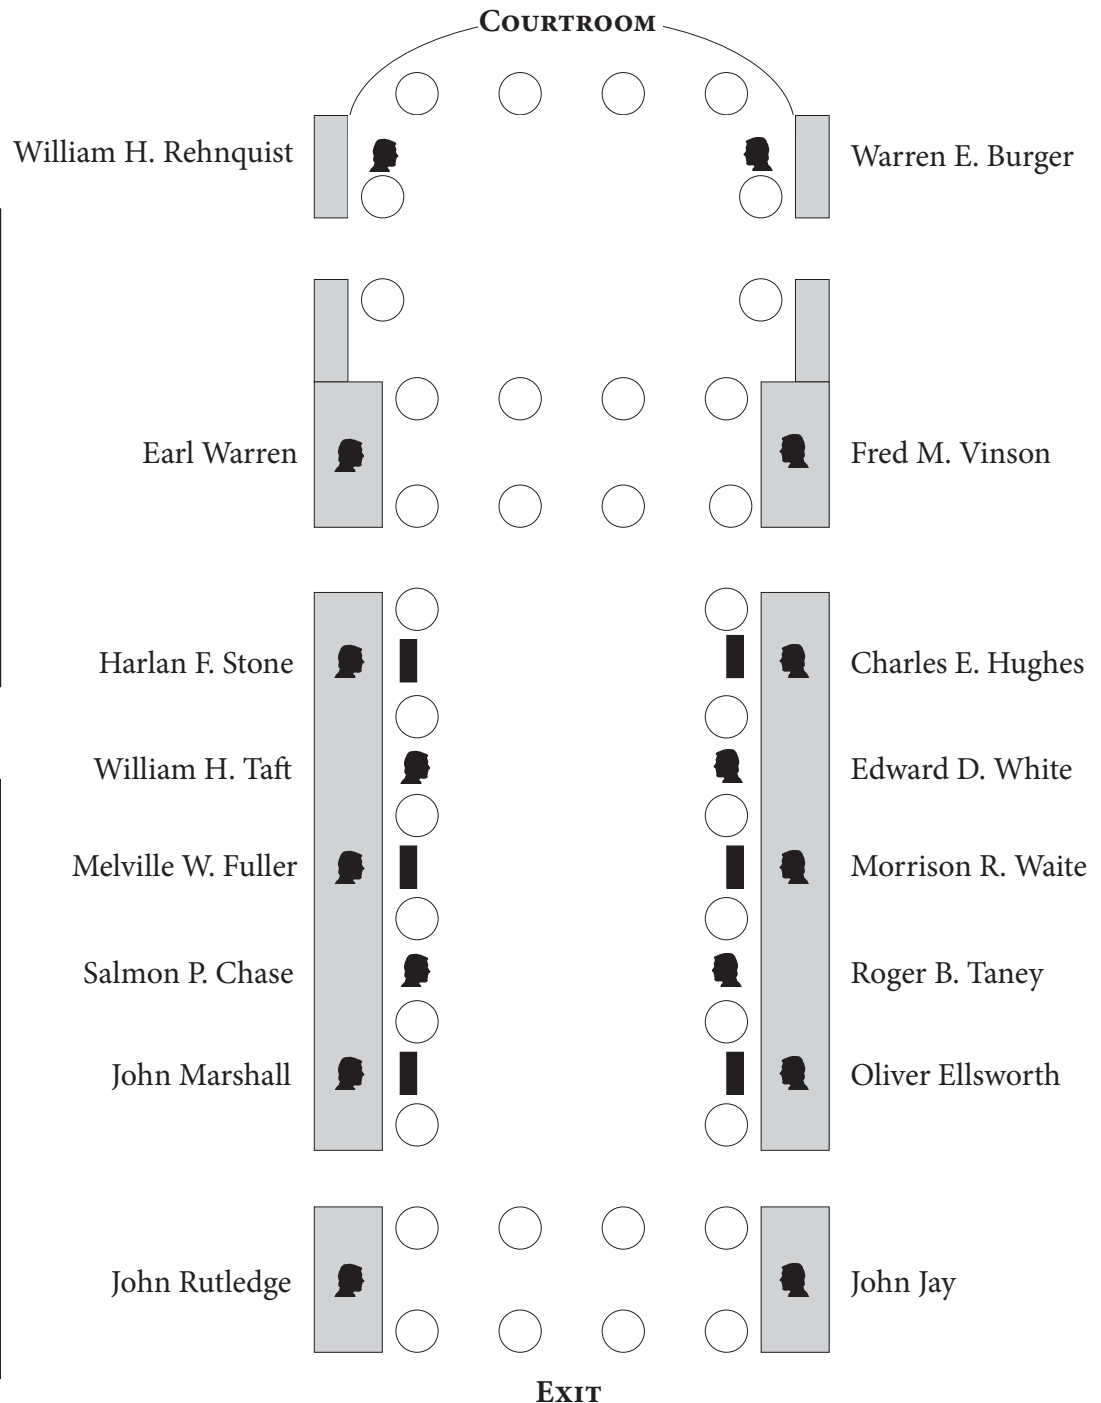 COURTROOM
William H. Rehnquist
Warren E. Burger
Earl Warren
Fred M. Vinson
Harlan F. Stone
Charles E. Hughes
William H. Taft
Edward D. White
Melville W. Fuller
Morrison R. Waite
Salmon P. Chase
Roger B. Taney
John Marshall
Oliver Ellsworth
John Rutledge
John Jay
EXIT